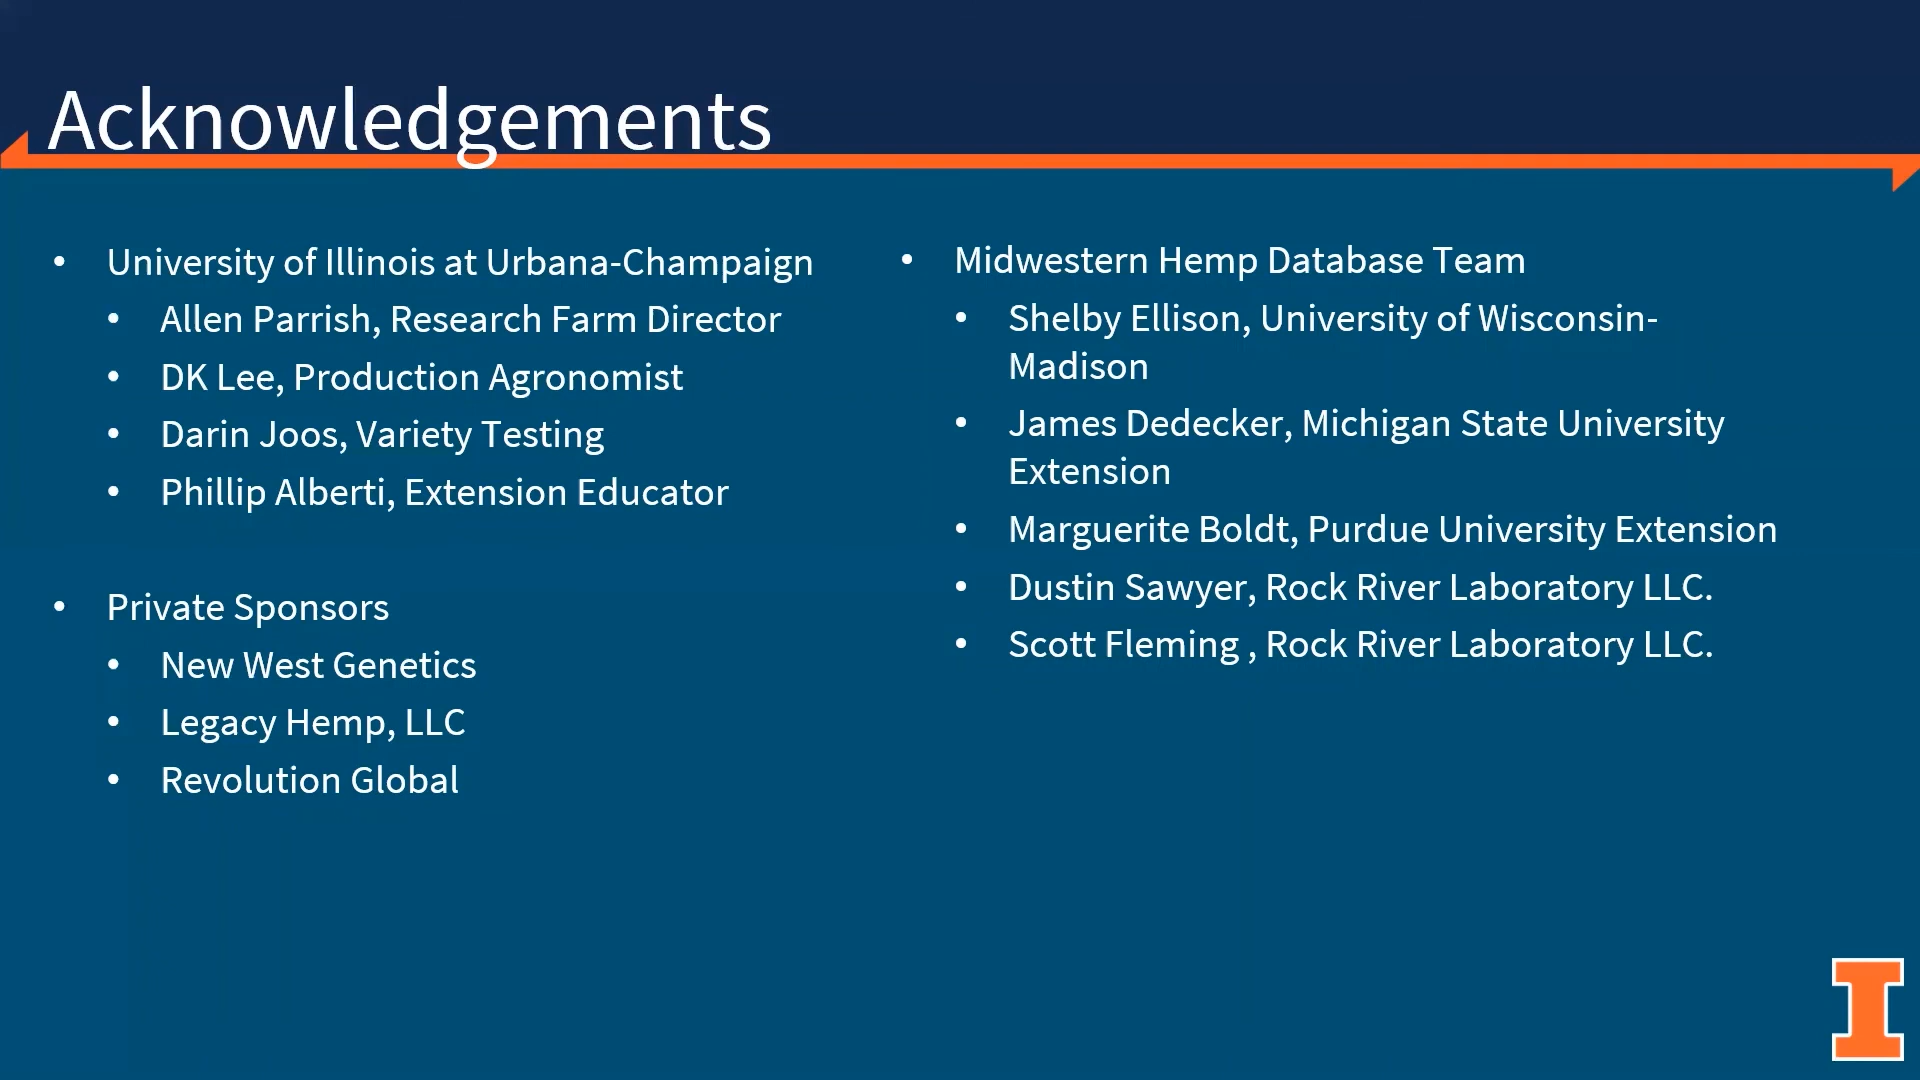 Acknowledgements
• University of Illinois at Urbana-Champaign
• Allen Parrish, Research Farm Director
• DK Lee, Production Agronomist
• Darin Joos, Variety Testing
• Phillip Alberti, Extension Educator
• Private Sponsors
• New West Genetics
• Legacy Hemp, LLC
• Revolution Global
• Midwestern Hemp Database Team
• Shelby Ellison, University of Wisconsin-
Madison
• James Dedecker, Michigan State University
Extension
• Marguerite Boldt, Purdue University Extension
• Dustin Sawyer, Rock River Laboratory LLC.
• Scott Fleming , Rock River Laboratory LLC.
I